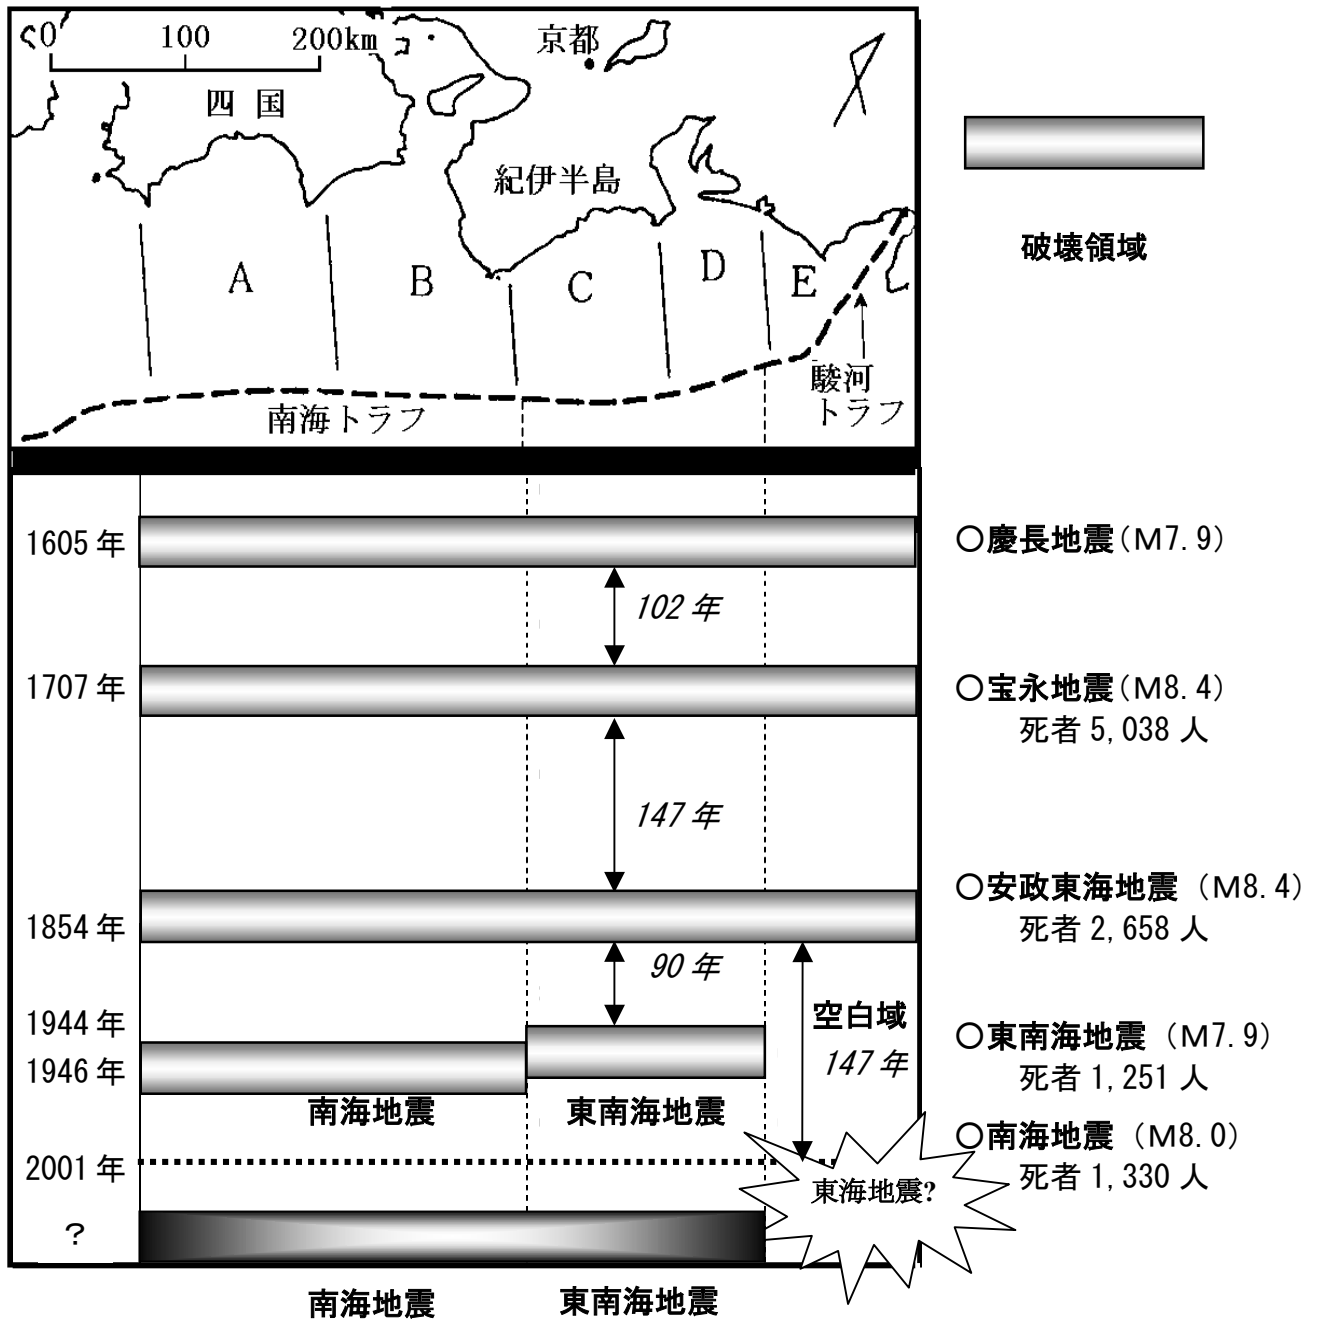 0 100 200km
京都
四国
紀伊半島
A B C D E
南海トラフ
駿河
トラフ
破壊領域
1605年
○慶長地震(M7.9)
102年
1707年
○宝永地震(M8.4)
死者5,038人
147年
1854年
○安政東海地震 (M8.4)
死者2,658人
90年
1944年
1946年
空白域
147年
○東南海地震 (M7.9)
死者1,251人
南海地震 東南海地震
○南海地震 (M8.0)
死者1,330人
2001年
東海地震?
?
南海地震 東南海地震